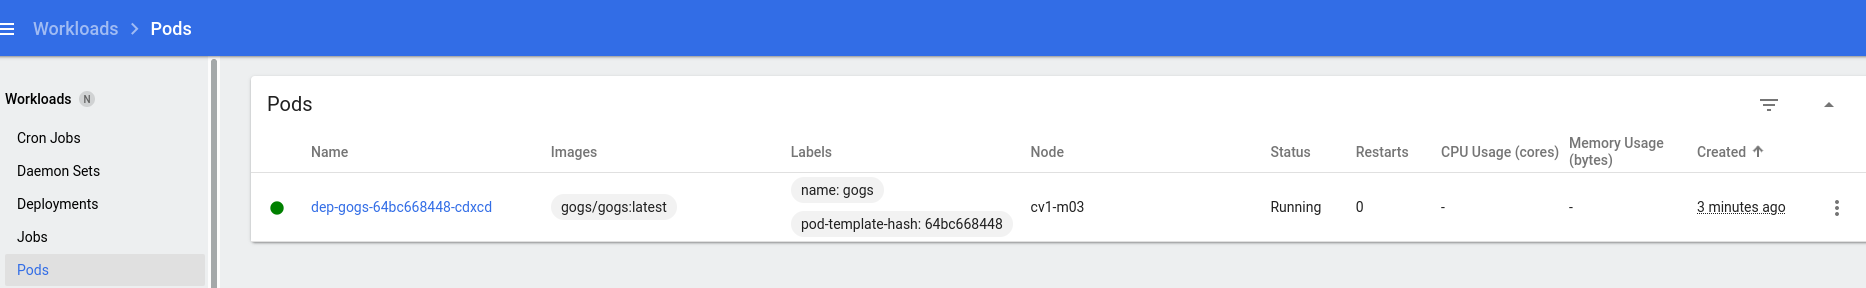 Workloads > Pods
Workloads N
Cron Jobs
Daemon Sets
Deployments
Jobs
Pods
Pods
Name Images Labels Node Status Restarts CPU Usage (cores) Memory Usage (bytes) Created
dep-gogs-64bc668448-cdxcd gogs/gogs:latest name: gogs
pod-template-hash: 64bc668448 cv1-m03 Running 0 - - 3 minutes ago